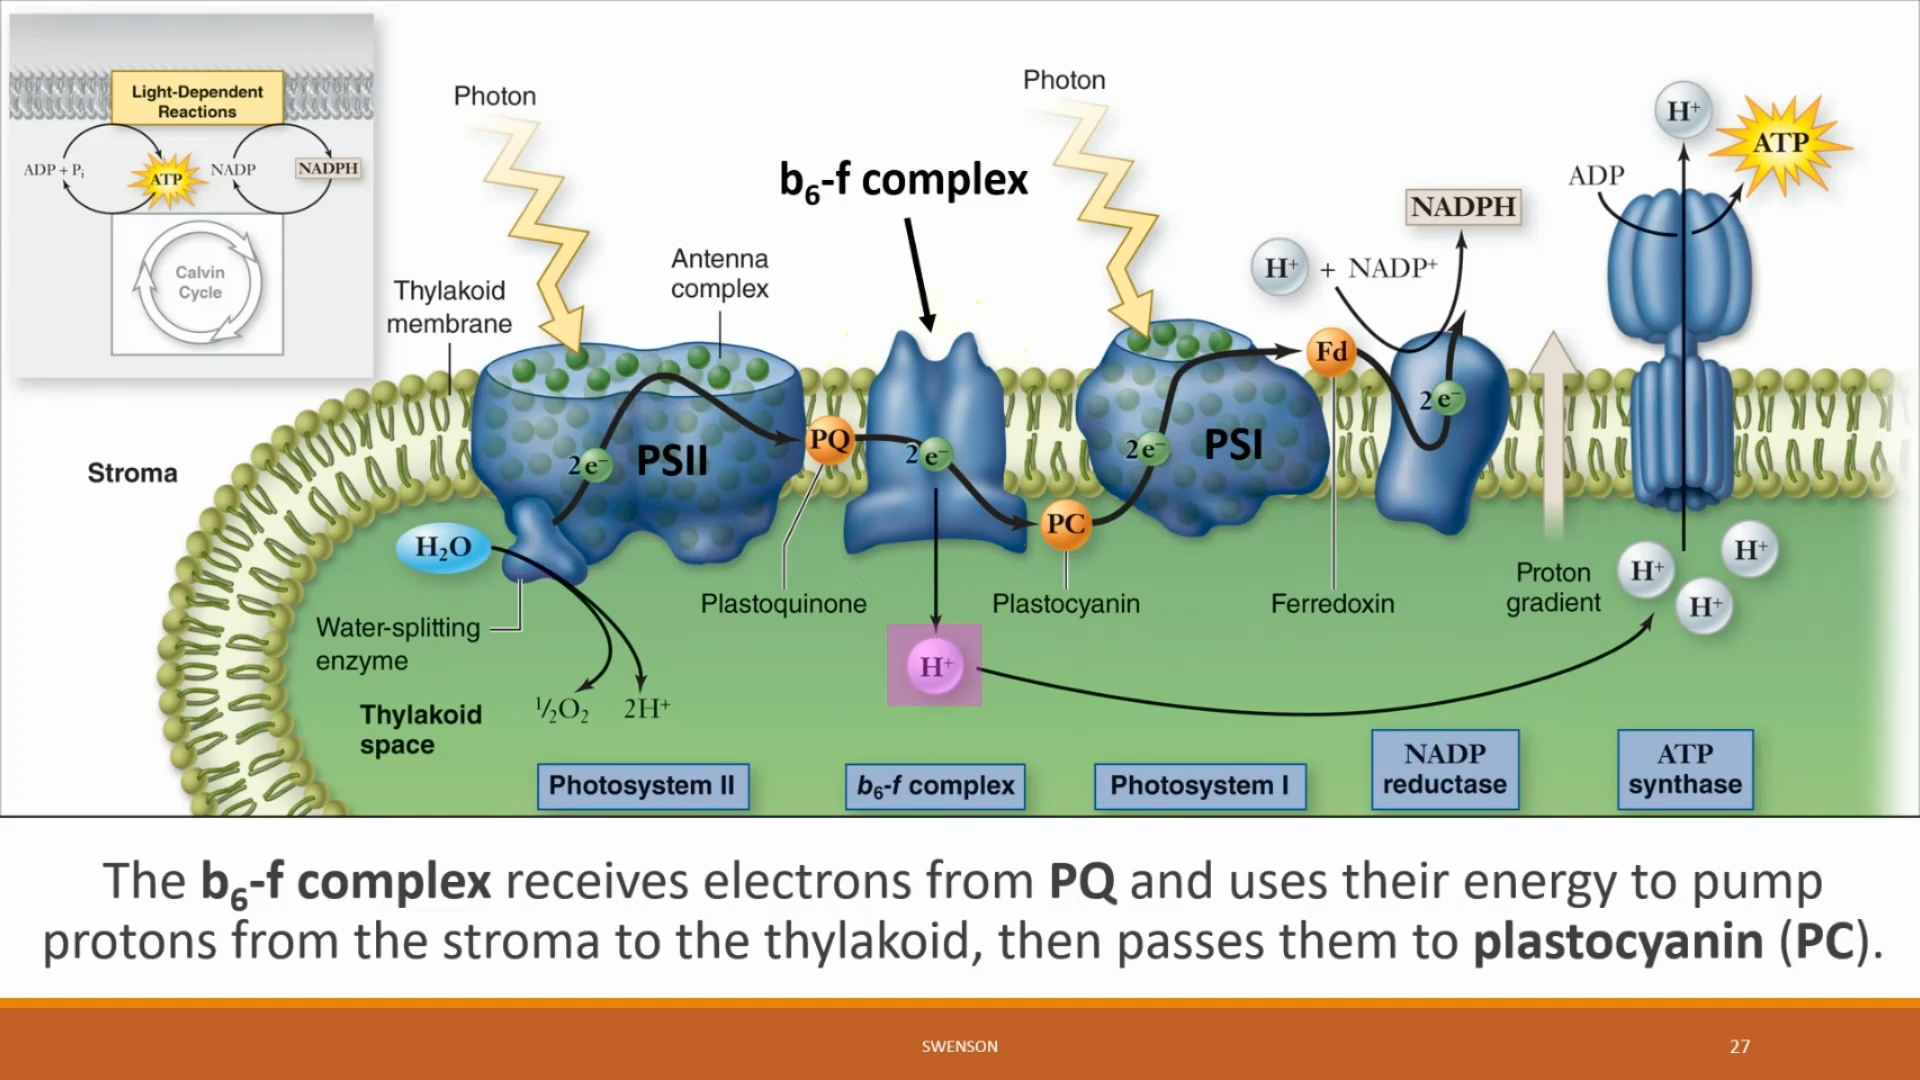 Light-Dependent
Reactions
ADP + Pᵢ
ATP
NADP
NADPH
Calvin
Cycle
Photon
Photon
b₆-f complex
Antenna
complex
Thylakoid
membrane
Stroma
H⁺
ATP
ADP
NADPH
H⁺ + NADP⁺
Fd
PSII
2e⁻
PQ
2e⁻
PC
2e⁻
PSI
2e⁻
H₂O
Water-splitting
enzyme
Plastoquinone
Plastocyanin
Ferredoxin
Proton
gradient
H⁺
H⁺
H⁺
H⁺
½O₂
2H⁺
Thylakoid
space
Photosystem II
b₆-f complex
Photosystem I
NADP
reductase
ATP
synthase
The b₆-f complex receives electrons from PQ and uses their energy to pump
protons from the stroma to the thylakoid, then passes them to plastocyanin (PC).
SWENSON
27